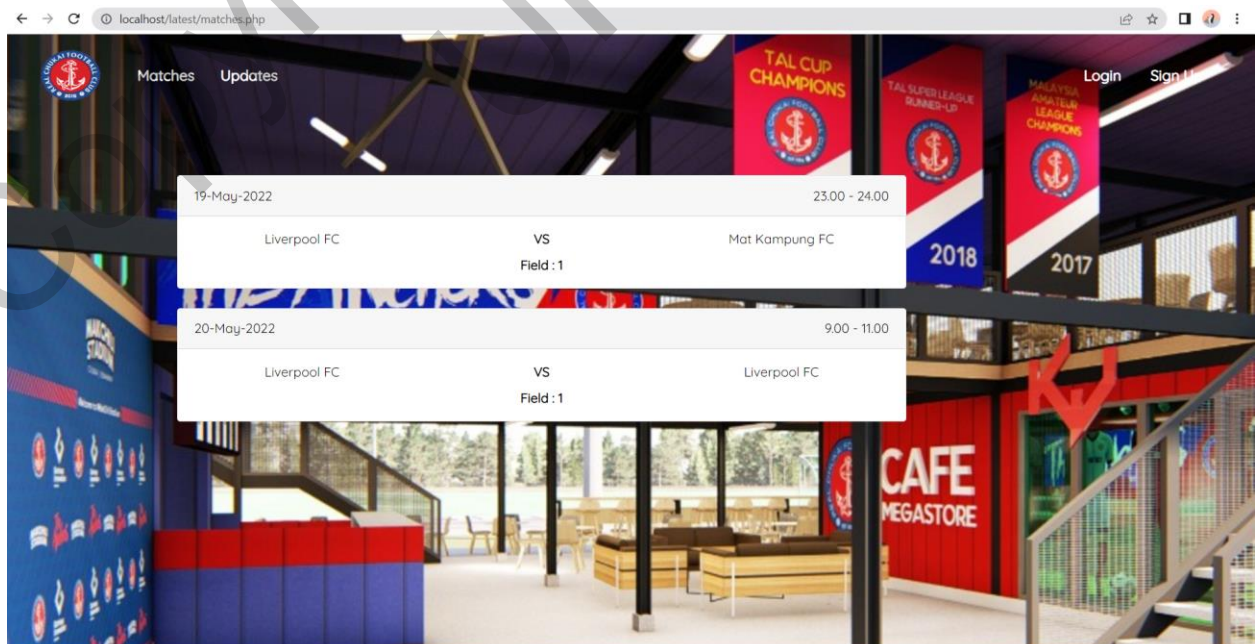 localhost/latest/matches.php
Matches Updates Login Sign
TAL CUP
CHAMPIONS
TAL SUPER LEAGUE
RUNNER-UP
MALAYSIA
AMATEUR
LEAGUE
CHAMPIONS
19-May-2022 23.00 - 24.00
Liverpool FC VS Mat Kampung FC
Field : 1
2018
2017
20-May-2022 9.00 - 11.00
Liverpool FC VS Liverpool FC
Field : 1
STADIUM
CAFE
MEGASTORE